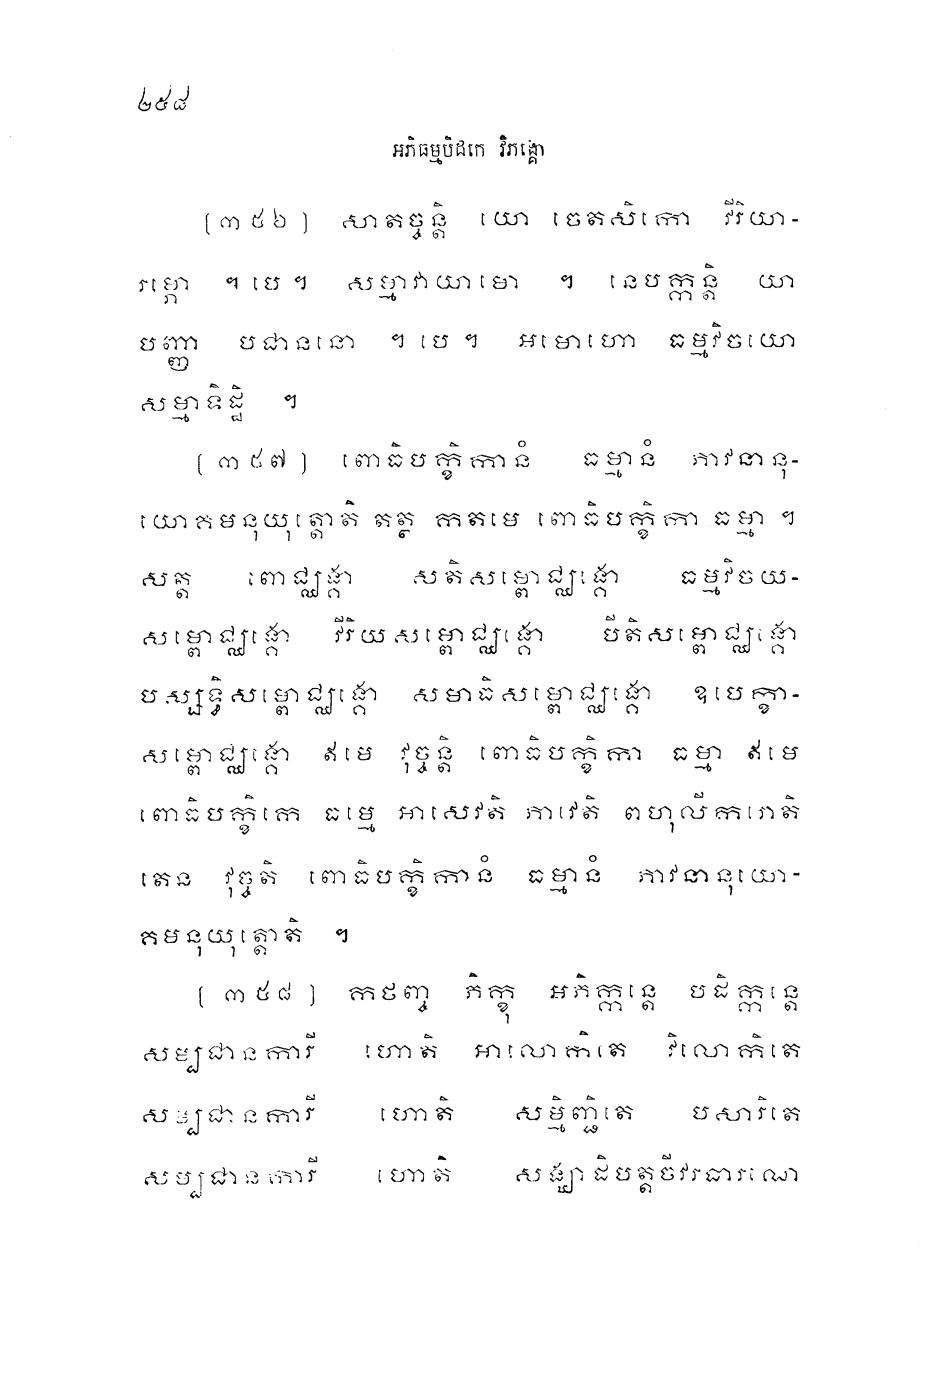 ២៥៨
អភិធម្មបិដកេ វិភង្គោ
[៣៥៦] សាតច្ចន្តិ យោ ចេតសិកោ វីរិយា-
រម្ភោ ។ បេ។ សម្មាវាយាមោ ។ នេបក្កន្តិ យា
បញ្ញា បជាននោ ។ បេ ។ អមោហោ ធម្មវិចយោ
សម្មាទិដ្ឋិ ។
[៣៥៧] ពោធិបក្ខិកានំ ធម្មានំ ភាវនានុ-
យោគមនុយុត្តោតិ តត្ថ កតមេ ពោធិបក្ខិកា ធម្មា ។
សត្ត ពោជ្ឈង្គា សតិសម្ពោជ្ឈង្គោ ធម្មវិចយ-
សម្ពោជ្ឈង្គោ វីរិយសម្ពោជ្ឈង្គោ បីតិសម្ពោជ្ឈង្គោ
បស្សទ្ធិសម្ពោជ្ឈង្គោ សមាធិសម្ពោជ្ឈង្គោ ឧបេក្ខា-
សម្ពោជ្ឈង្គោ ឥមេ វុច្ចន្តិ ពោធិបក្ខិកា ធម្មា ឥមេ
ពោធិបក្ខិកេ ធម្មេ អាសេវតិ ភាវេតិ ពហុលីករោតិ
តេន វុច្ចតិ ពោធិបក្ខិកានំ ធម្មានំ ភាវនានុយោ-
គមនុយុត្តោតិ ។
[៣៥៨] កថញ្ច ភិក្ខុ អភិក្កន្តេ បដិក្កន្តេ
សម្បជានការី ហោតិ អាលោកិតេ វិលោកិតេ
សម្បជានការី ហោតិ សម្មិញ្ជិតេ បសារិតេ
សម្បជានការី ហោតិ សង្ឃាដិបត្តចីវរធារណេ